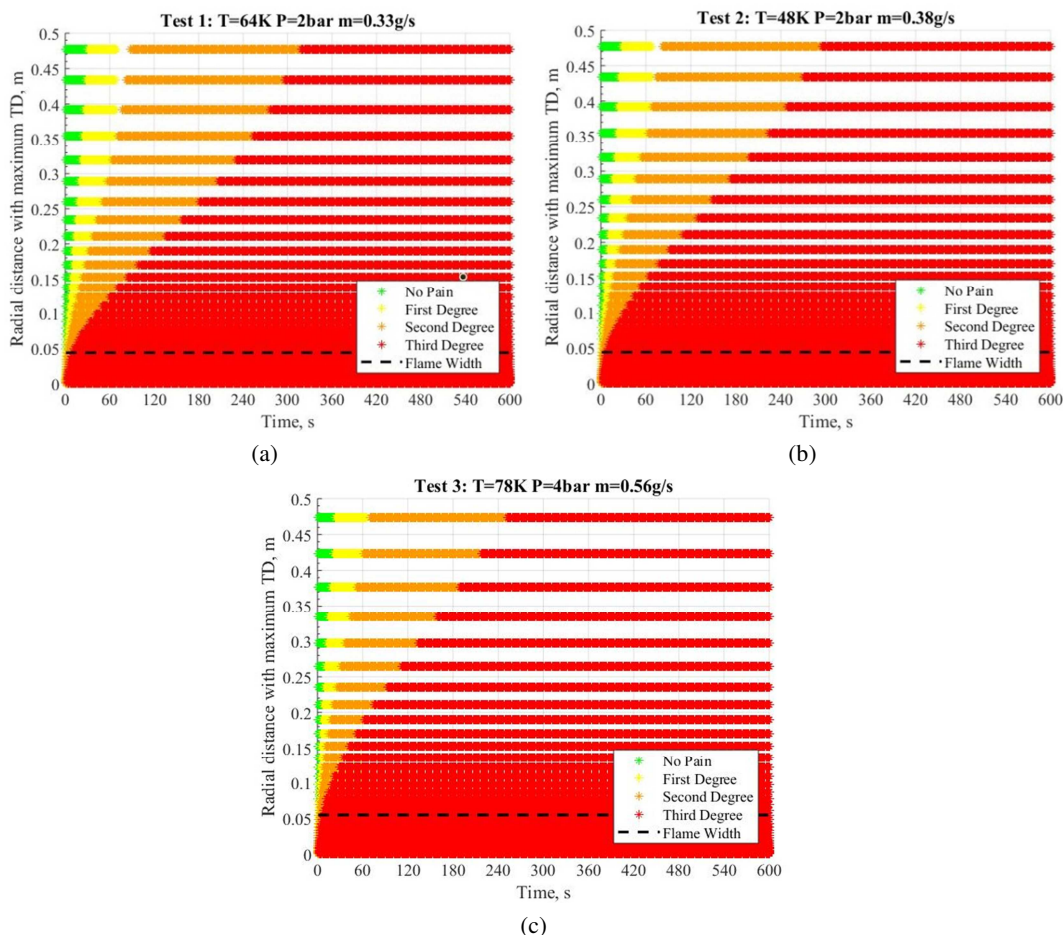 Test 1: T=64K P=2bar m=0.33g/s
Radial distance with maximum TD, m
0.5
0.45
0.4
0.35
0.3
0.25
0.2
0.15
0.1
0.05
0
No Pain
First Degree
Second Degree
Third Degree
Flame Width
0 60 120 180 240 300 360 420 480 540 600
Time, s
(a)
Test 2: T=48K P=2bar m=0.38g/s
Radial distance with maximum TD, m
0.5
0.45
0.4
0.35
0.3
0.25
0.2
0.15
0.1
0.05
0
No Pain
First Degree
Second Degree
Third Degree
Flame Width
0 60 120 180 240 300 360 420 480 540 600
Time, s
(b)
Test 3: T=78K P=4bar m=0.56g/s
Radial distance with maximum TD, m
0.5
0.45
0.4
0.35
0.3
0.25
0.2
0.15
0.1
0.05
0
No Pain
First Degree
Second Degree
Third Degree
Flame Width
0 60 120 180 240 300 360 420 480 540 600
Time, s
(c)